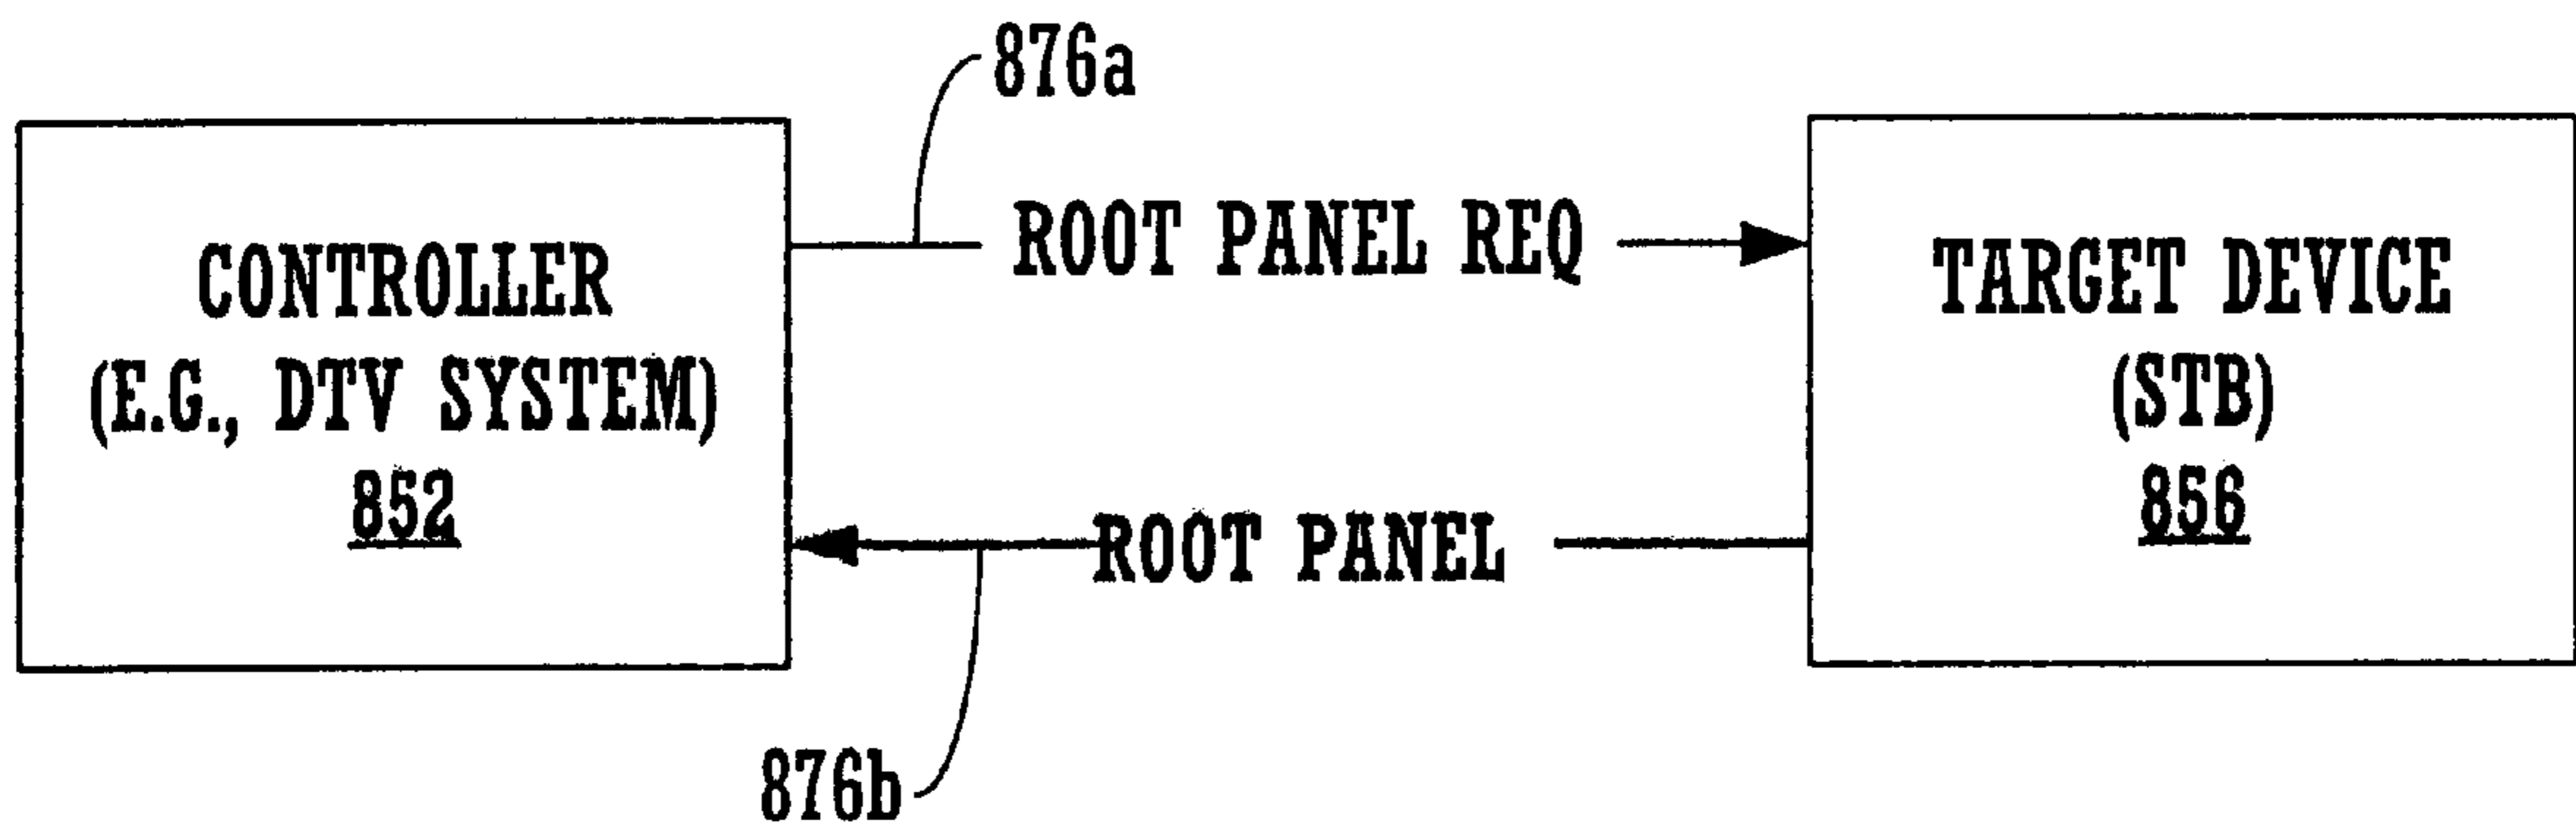 876a
CONTROLLER
(E.G., DTV SYSTEM)
852
ROOT PANEL REQ
TARGET DEVICE
(STB)
856
ROOT PANEL
876b